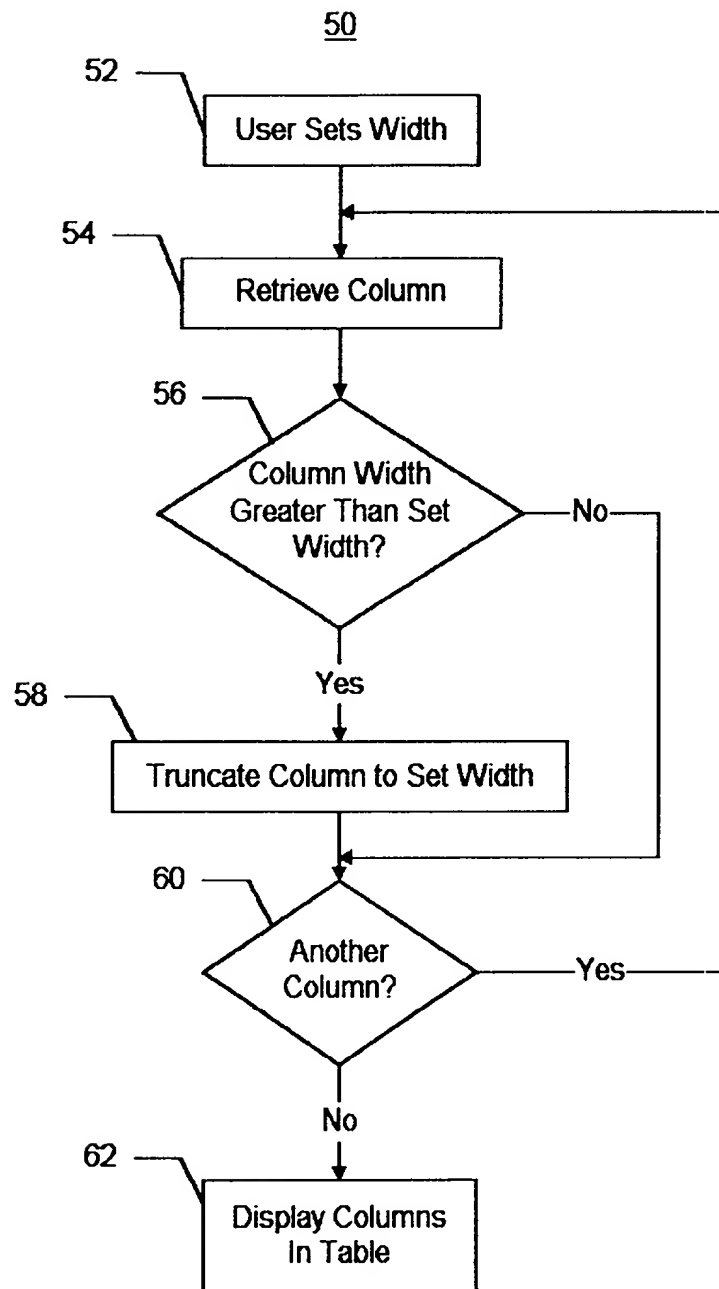 50
52
User Sets Width
54
Retrieve Column
56
Column Width
Greater Than Set
Width?
No
Yes
58
Truncate Column to Set Width
60
Another
Column?
Yes
No
62
Display Columns
In Table